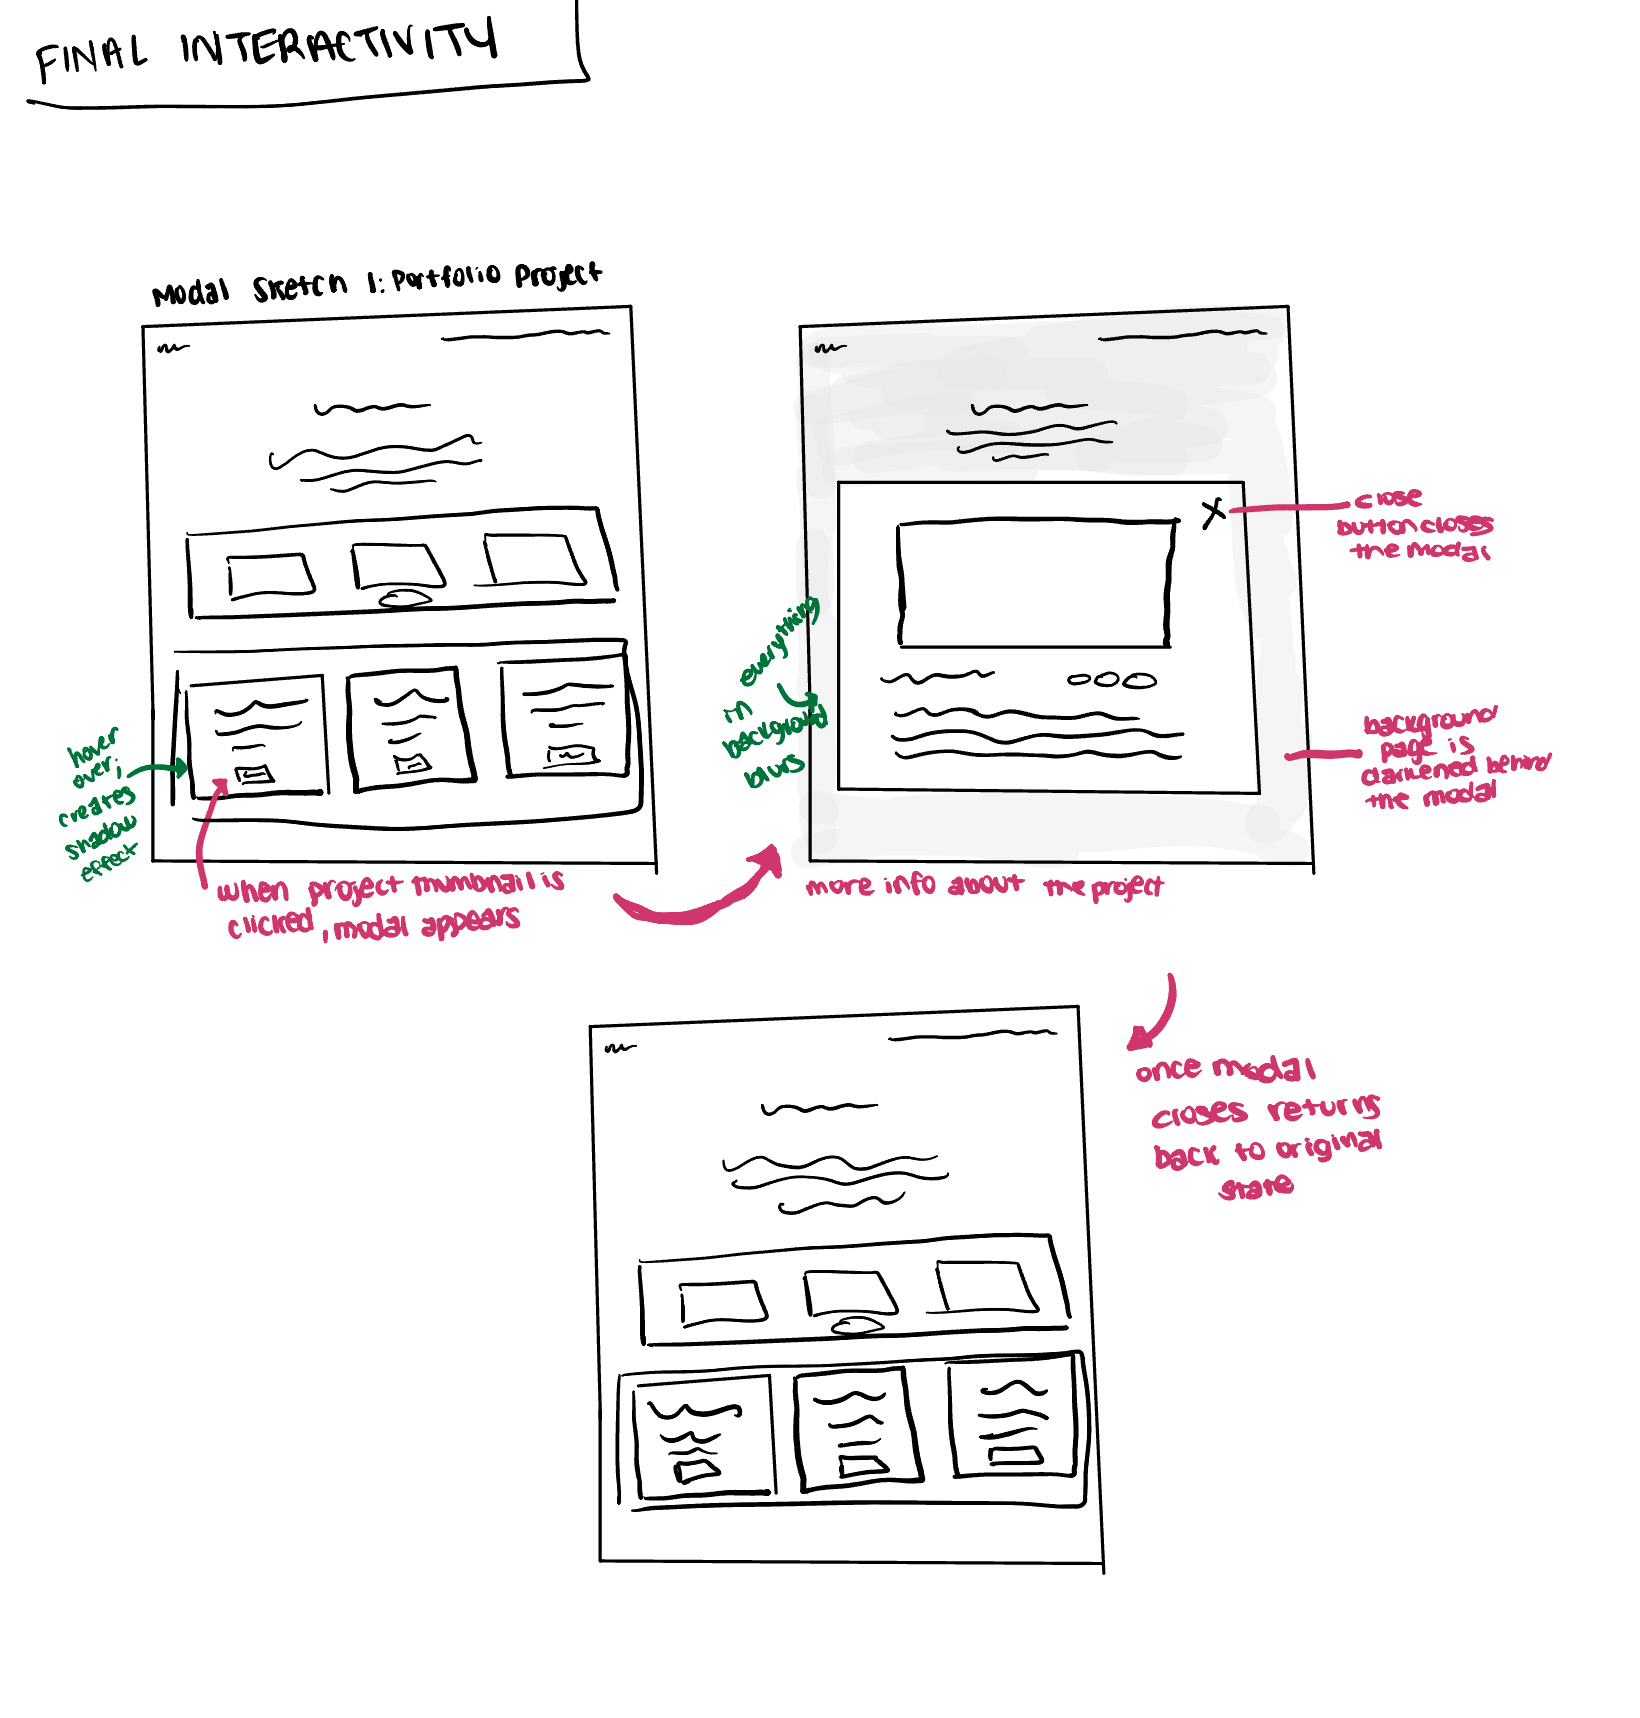 FINAL INTERACTIVITY
Modal Sketch 1: Portfolio Project
hover
over;
creates
shadow
effect
when project thumbnail is
clicked, modal appears
everything
in
background
blurs
close
button closes
the modal
background
page is
darkened behind
the modal
more info about the project
once modal
closes returns
back to original
state